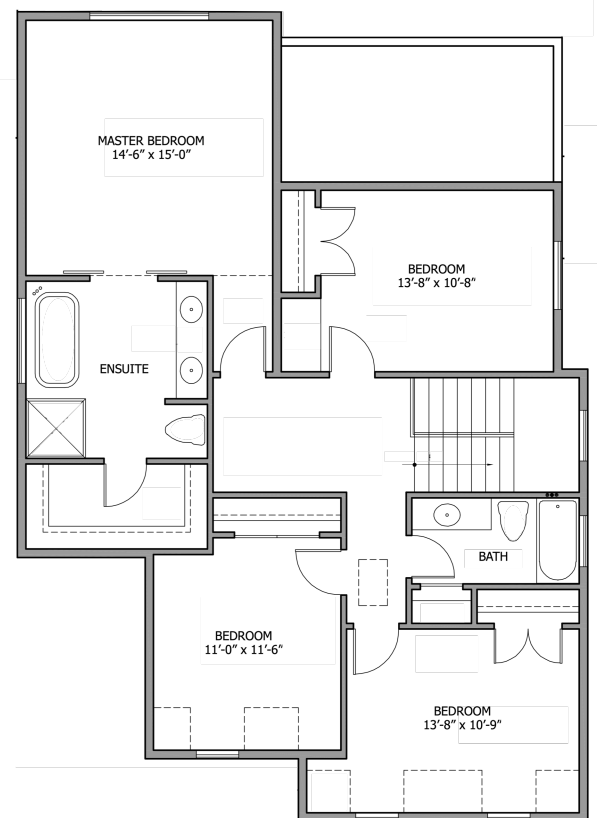 MASTER BEDROOM
14'-6" x 15'-0"
BEDROOM
13'-8" x 10'-8"
ENSUITE
BATH
BEDROOM
11'-0" x 11'-6"
BEDROOM
13'-8" x 10'-9"